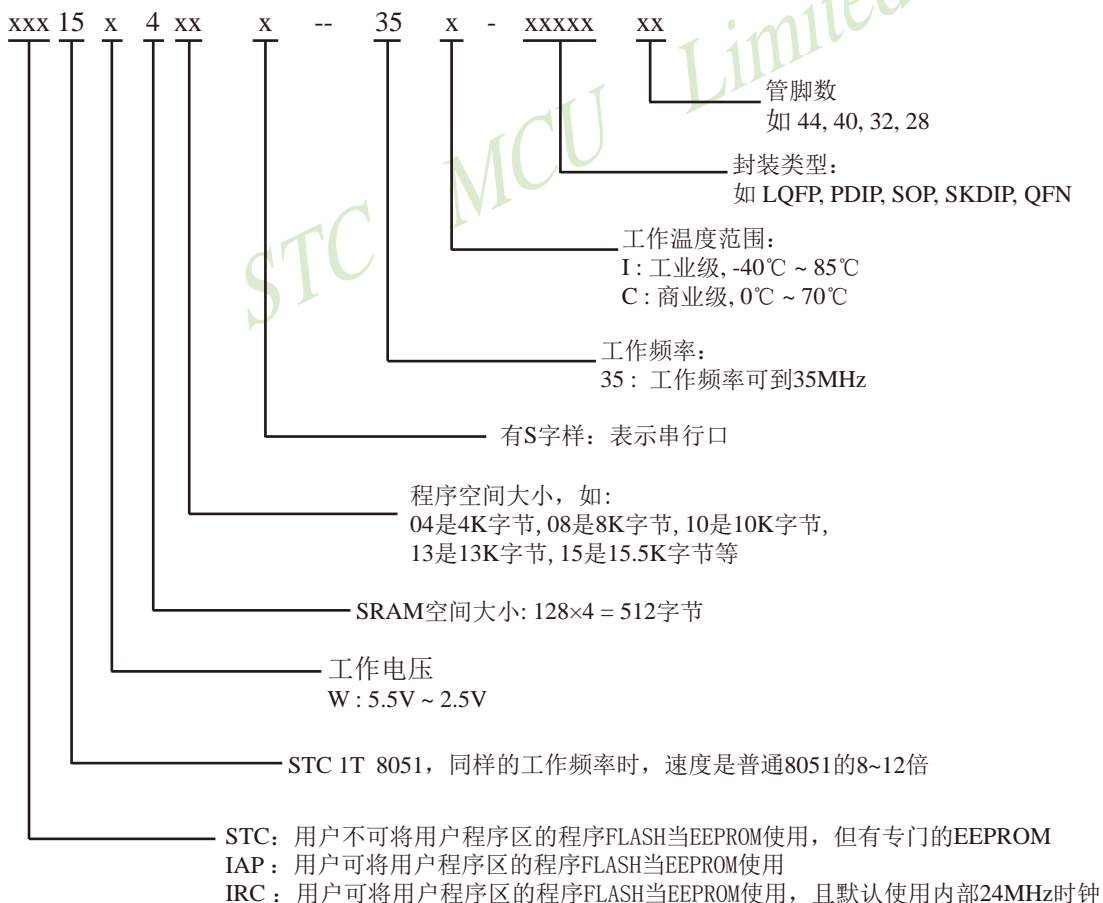 xxx 15 x 4 xx x -- 35 x - xxxxx xx
管脚数
如 44, 40, 32, 28
封装类型：
如 LQFP, PDIP, SOP, SKDIP, QFN
工作温度范围：
I : 工业级, -40℃ ~ 85℃
C : 商业级, 0℃ ~ 70℃
工作频率：
35 : 工作频率可到35MHz
有S字样：表示串行口
程序空间大小，如：
04是4K字节, 08是8K字节, 10是10K字节,
13是13K字节, 15是15.5K字节等
SRAM空间大小: 128×4 = 512字节
工作电压
W : 5.5V ~ 2.5V
STC 1T 8051，同样的工作频率时，速度是普通8051的8~12倍
STC：用户不可将用户程序区的程序FLASH当EEPROM使用，但有专门的EEPROM
IAP：用户可将用户程序区的程序FLASH当EEPROM使用
IRC：用户可将用户程序区的程序FLASH当EEPROM使用，且默认使用内部24MHz时钟
STC MCU Limited